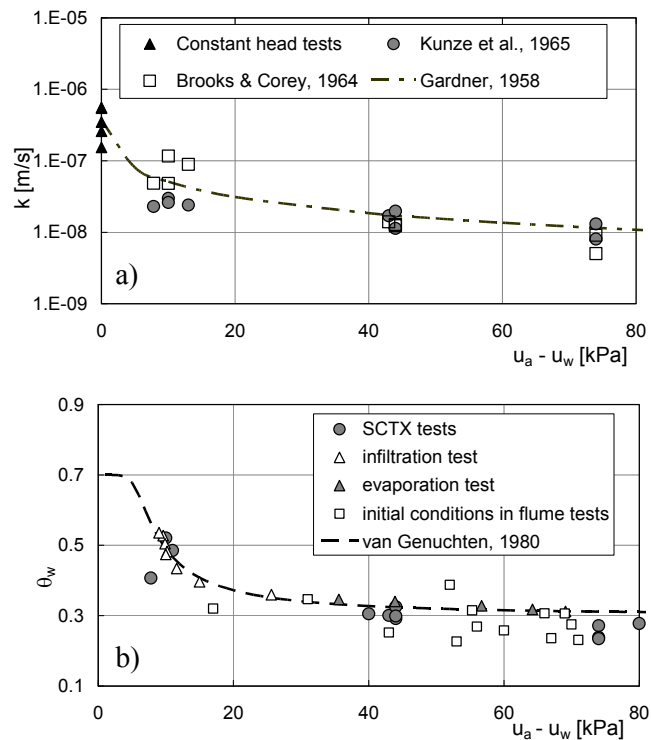 1.E-05
1.E-06
1.E-07
1.E-08
1.E-09
k [m/s]
Constant head tests
Kunze et al., 1965
Brooks & Corey, 1964
Gardner, 1958
a)
0
20
40
60
80
u_a - u_w [kPa]
0.9
0.7
0.5
0.3
0.1
θ_w
SCTX tests
infiltration test
evaporation test
initial conditions in flume tests
van Genuchten, 1980
b)
0
20
40
60
80
u_a - u_w [kPa]